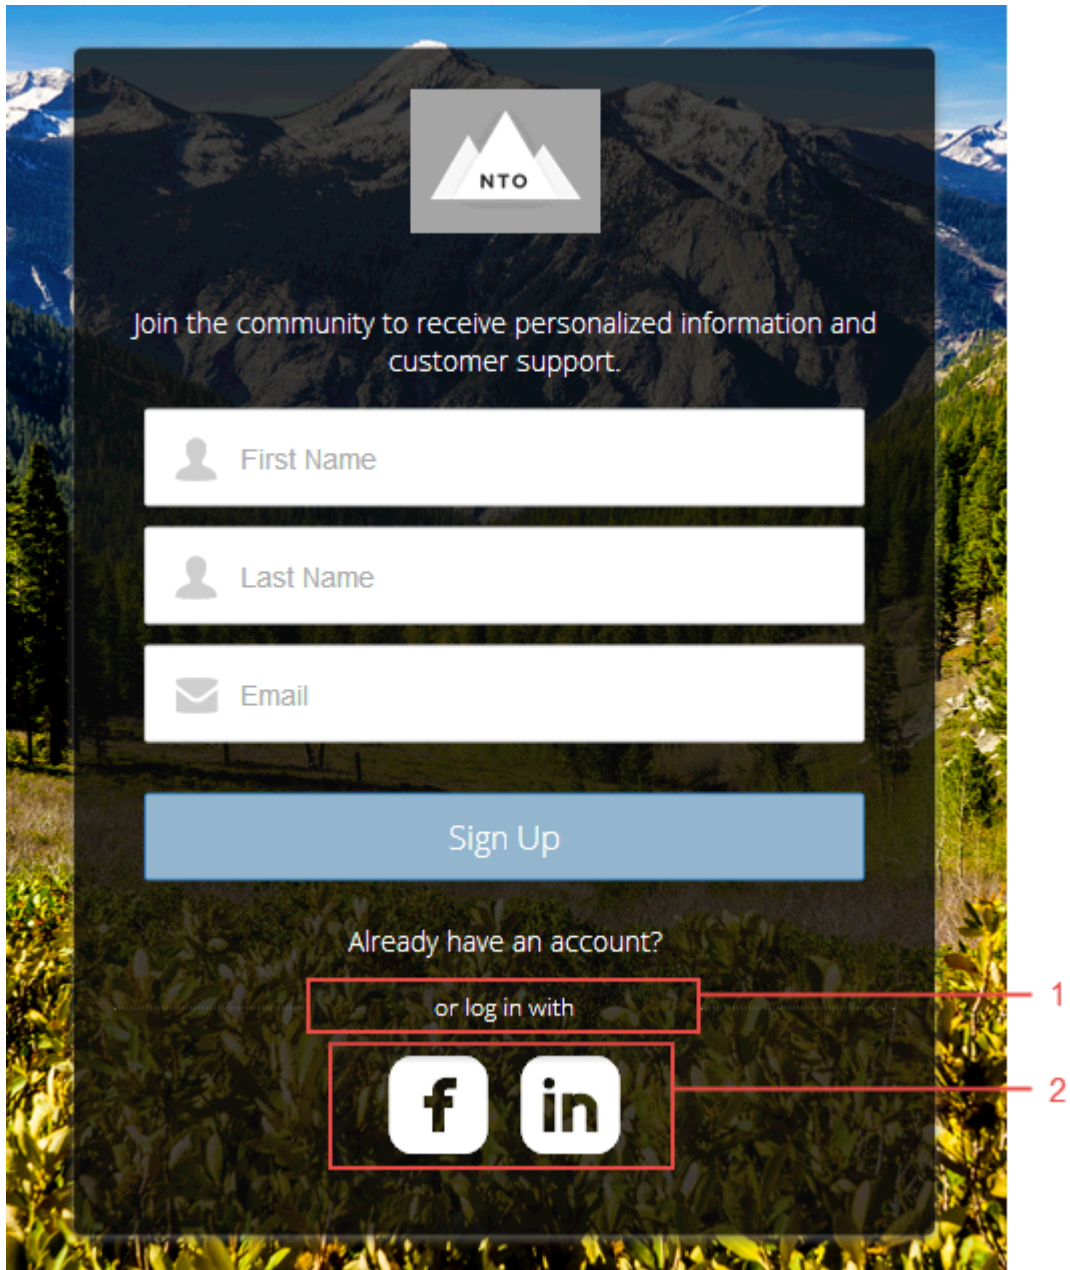 NTO
Join the community to receive personalized information and
customer support.
First Name
Last Name
Email
Sign Up
Already have an account?
or log in with
1
f in
2